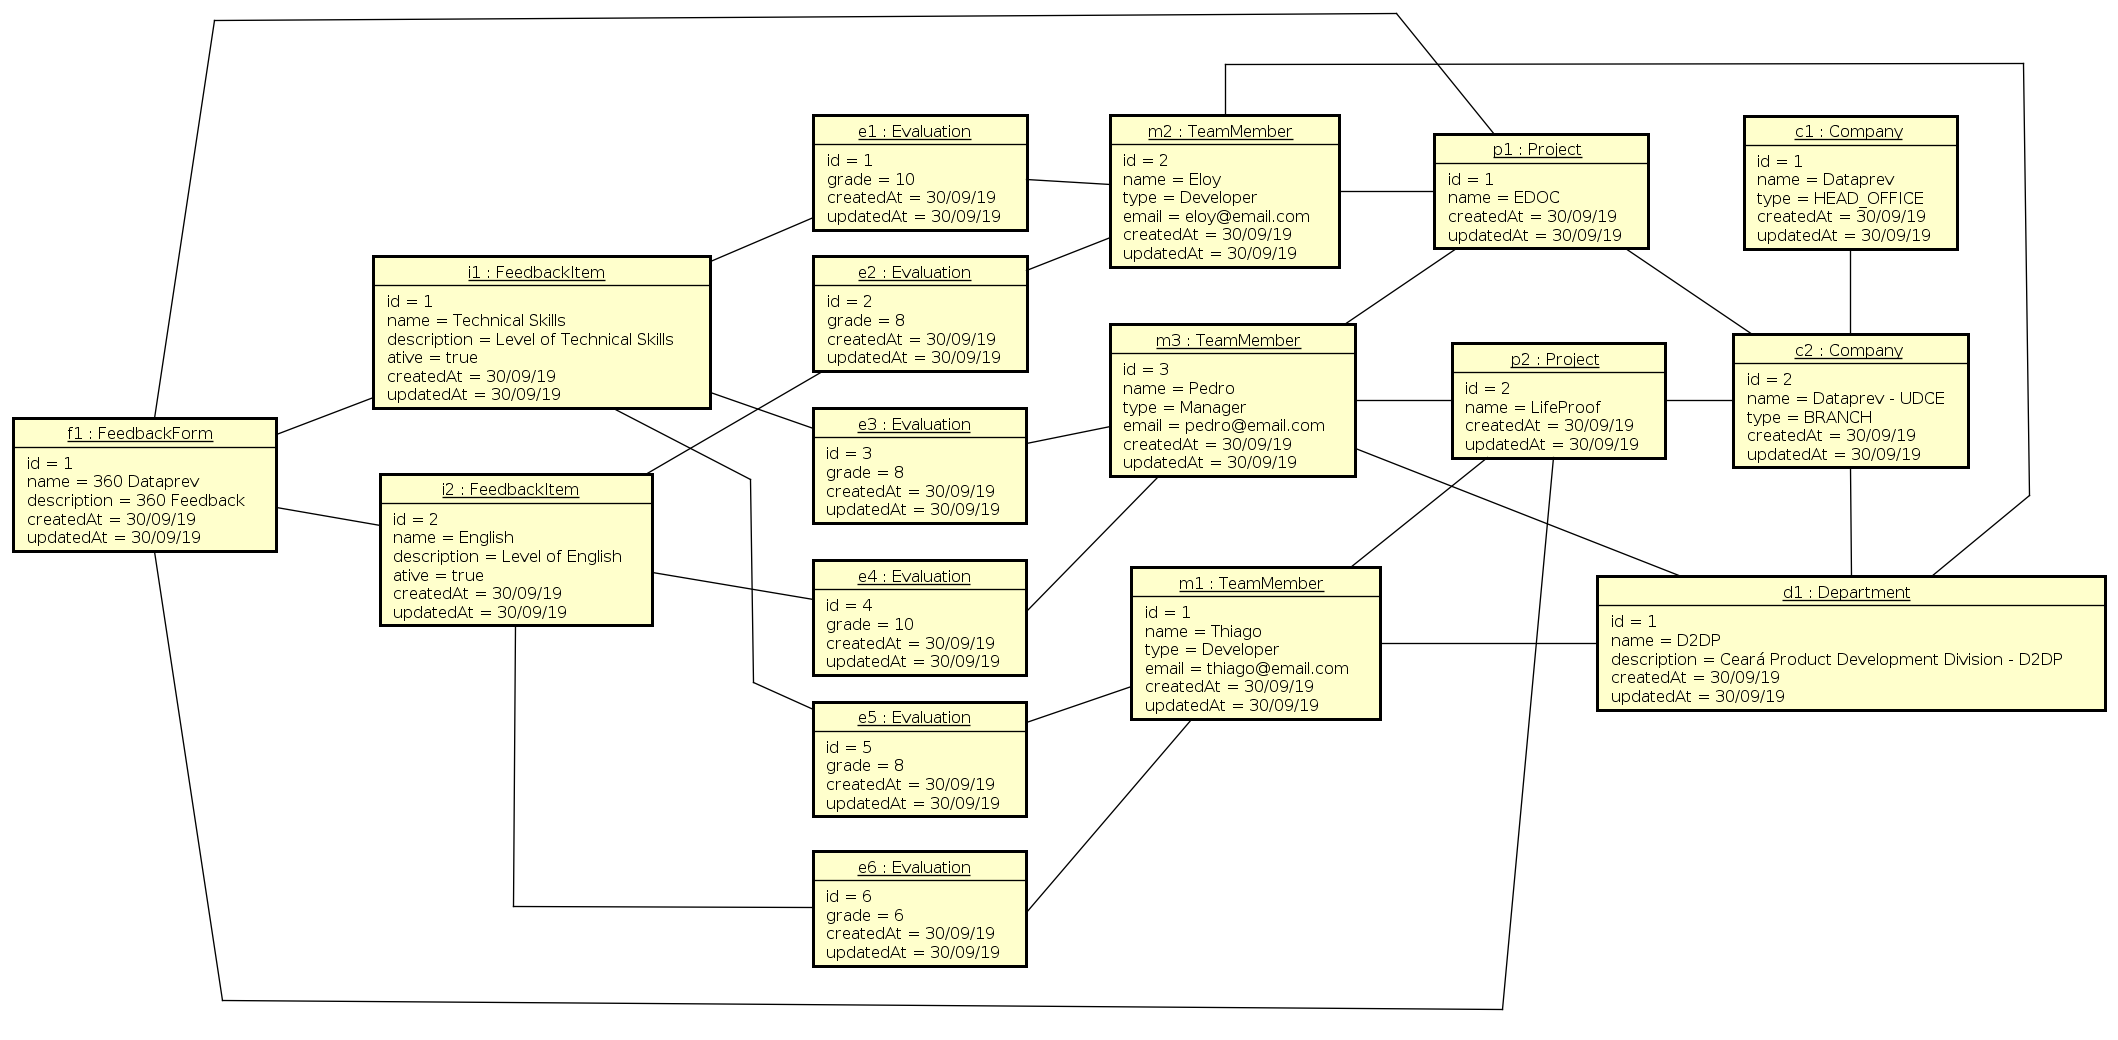 f1 : FeedbackForm
id = 1
name = 360 Dataprev
description = 360 Feedback
createdAt = 30/09/19
updatedAt = 30/09/19
i1 : FeedbackItem
id = 1
name = Technical Skills
description = Level of Technical Skills
ative = true
createdAt = 30/09/19
updatedAt = 30/09/19
i2 : FeedbackItem
id = 2
name = English
description = Level of English
ative = true
createdAt = 30/09/19
updatedAt = 30/09/19
e1 : Evaluation
id = 1
grade = 10
createdAt = 30/09/19
updatedAt = 30/09/19
e2 : Evaluation
id = 2
grade = 8
createdAt = 30/09/19
updatedAt = 30/09/19
e3 : Evaluation
id = 3
grade = 8
createdAt = 30/09/19
updatedAt = 30/09/19
e4 : Evaluation
id = 4
grade = 10
createdAt = 30/09/19
updatedAt = 30/09/19
e5 : Evaluation
id = 5
grade = 8
createdAt = 30/09/19
updatedAt = 30/09/19
e6 : Evaluation
id = 6
grade = 6
createdAt = 30/09/19
updatedAt = 30/09/19
m2 : TeamMember
id = 2
name = Eloy
type = Developer
email = eloy@email.com
createdAt = 30/09/19
updatedAt = 30/09/19
m3 : TeamMember
id = 3
name = Pedro
type = Manager
email = pedro@email.com
createdAt = 30/09/19
updatedAt = 30/09/19
m1 : TeamMember
id = 1
name = Thiago
type = Developer
email = thiago@email.com
createdAt = 30/09/19
updatedAt = 30/09/19
p1 : Project
id = 1
name = EDOC
createdAt = 30/09/19
updatedAt = 30/09/19
p2 : Project
id = 2
name = LifeProof
createdAt = 30/09/19
updatedAt = 30/09/19
c1 : Company
id = 1
name = Dataprev
type = HEAD_OFFICE
createdAt = 30/09/19
updatedAt = 30/09/19
c2 : Company
id = 2
name = Dataprev - UDCE
type = BRANCH
createdAt = 30/09/19
updatedAt = 30/09/19
d1 : Department
id = 1
name = D2DP
description = Ceará Product Development Division - D2DP
createdAt = 30/09/19
updatedAt = 30/09/19